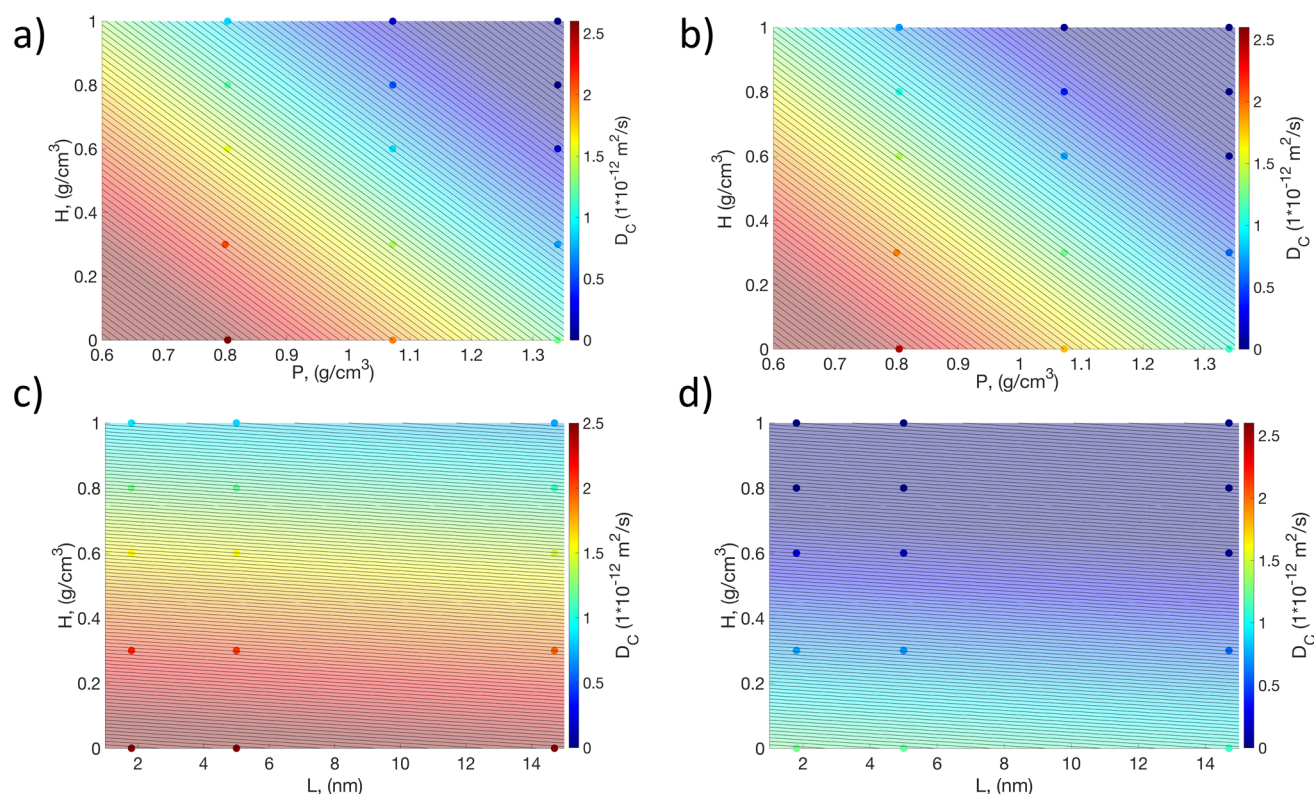 a)
H, (g/cm3)
1
0.8
0.6
0.4
0.2
0
0.6 0.7 0.8 0.9 1 1.1 1.2 1.3
P, (g/cm3)
2.5
2
1.5
1
0.5
0
DC (1*10-12 m2/s)
b)
H (g/cm3)
1
0.8
0.6
0.4
0.2
0
0.6 0.7 0.8 0.9 1 1.1 1.2 1.3
P, (g/cm3)
2.5
2
1.5
1
0.5
0
DC (1*10-12 m2/s)
c)
H, (g/cm3)
1
0.8
0.6
0.4
0.2
0
2 4 6 8 10 12 14
L, (nm)
2.5
2
1.5
1
0.5
0
DC (1*10-12 m2/s)
d)
H, (g/cm3)
1
0.8
0.6
0.4
0.2
0
2 4 6 8 10 12 14
L, (nm)
2.5
2
1.5
1
0.5
0
DC (1*10-12 m2/s)